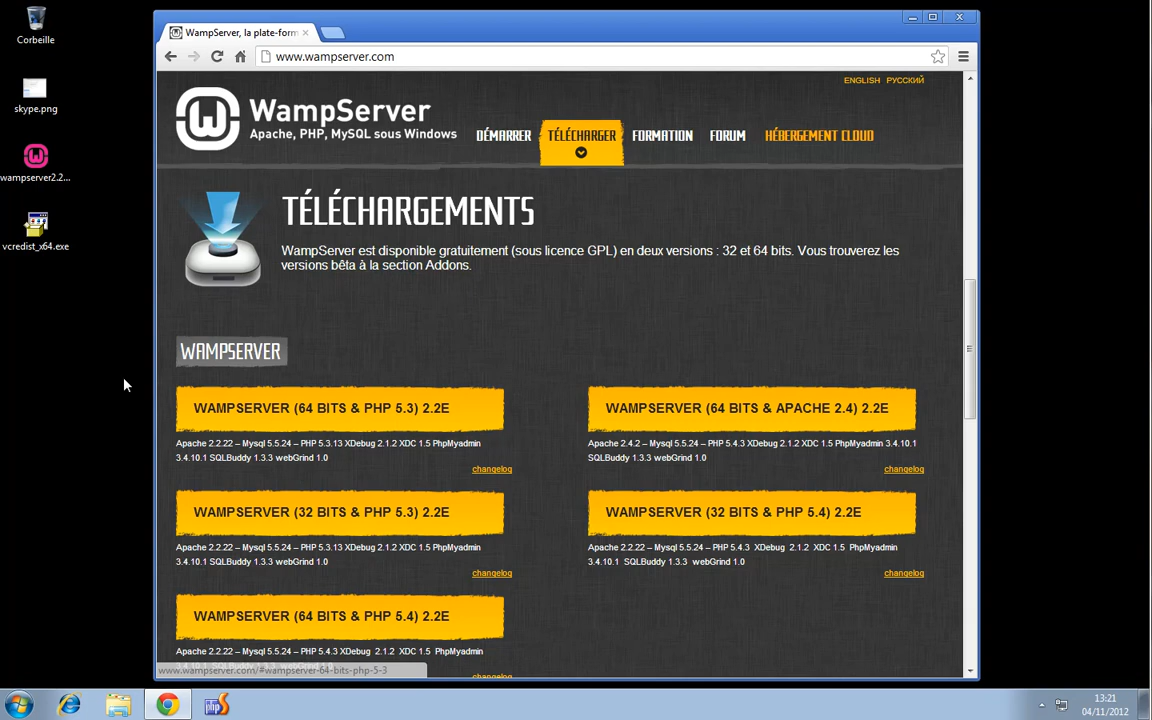 Corbeille
skype.png
wampserver2.2...
vcredist_x64.exe
WampServer, la plate-form
www.wampserver.com
ENGLISH РУССКИЙ
WampServer
Apache, PHP, MySQL sous Windows
DÉMARRER TÉLÉCHARGER FORMATION FORUM HÉBERGEMENT CLOUD
TÉLÉCHARGEMENTS
WampServer est disponible gratuitement (sous licence GPL) en deux versions : 32 et 64 bits. Vous trouverez les
versions bêta à la section Addons.
WAMPSERVER
WAMPSERVER (64 BITS & PHP 5.3) 2.2E
Apache 2.2.22 – Mysql 5.5.24 – PHP 5.3.13 XDebug 2.1.2 XDC 1.5 PhpMyadmin
3.4.10.1 SQLBuddy 1.3.3 webGrind 1.0
changelog
WAMPSERVER (64 BITS & APACHE 2.4) 2.2E
Apache 2.4.2 – Mysql 5.5.24 – PHP 5.4.3 XDebug 2.1.2 XDC 1.5 PhpMyadmin 3.4.10.1
SQLBuddy 1.3.3 webGrind 1.0
changelog
WAMPSERVER (32 BITS & PHP 5.3) 2.2E
Apache 2.2.22 – Mysql 5.5.24 – PHP 5.3.13 XDebug 2.1.2 XDC 1.5 PhpMyadmin
3.4.10.1 SQLBuddy 1.3.3 webGrind 1.0
changelog
WAMPSERVER (32 BITS & PHP 5.4) 2.2E
Apache 2.2.22 – Mysql 5.5.24 – PHP 5.4.3 XDebug 2.1.2 XDC 1.5 PhpMyadmin
3.4.10.1 SQLBuddy 1.3.3 webGrind 1.0
changelog
WAMPSERVER (64 BITS & PHP 5.4) 2.2E
Apache 2.2.22 – Mysql 5.5.24 – PHP 5.4.3 XDebug 2.1.2 XDC 1.5 PhpMyadmin
www.wampserver.com/#wampserver-64-bits-php-5-3
php
13:21
04/11/2012